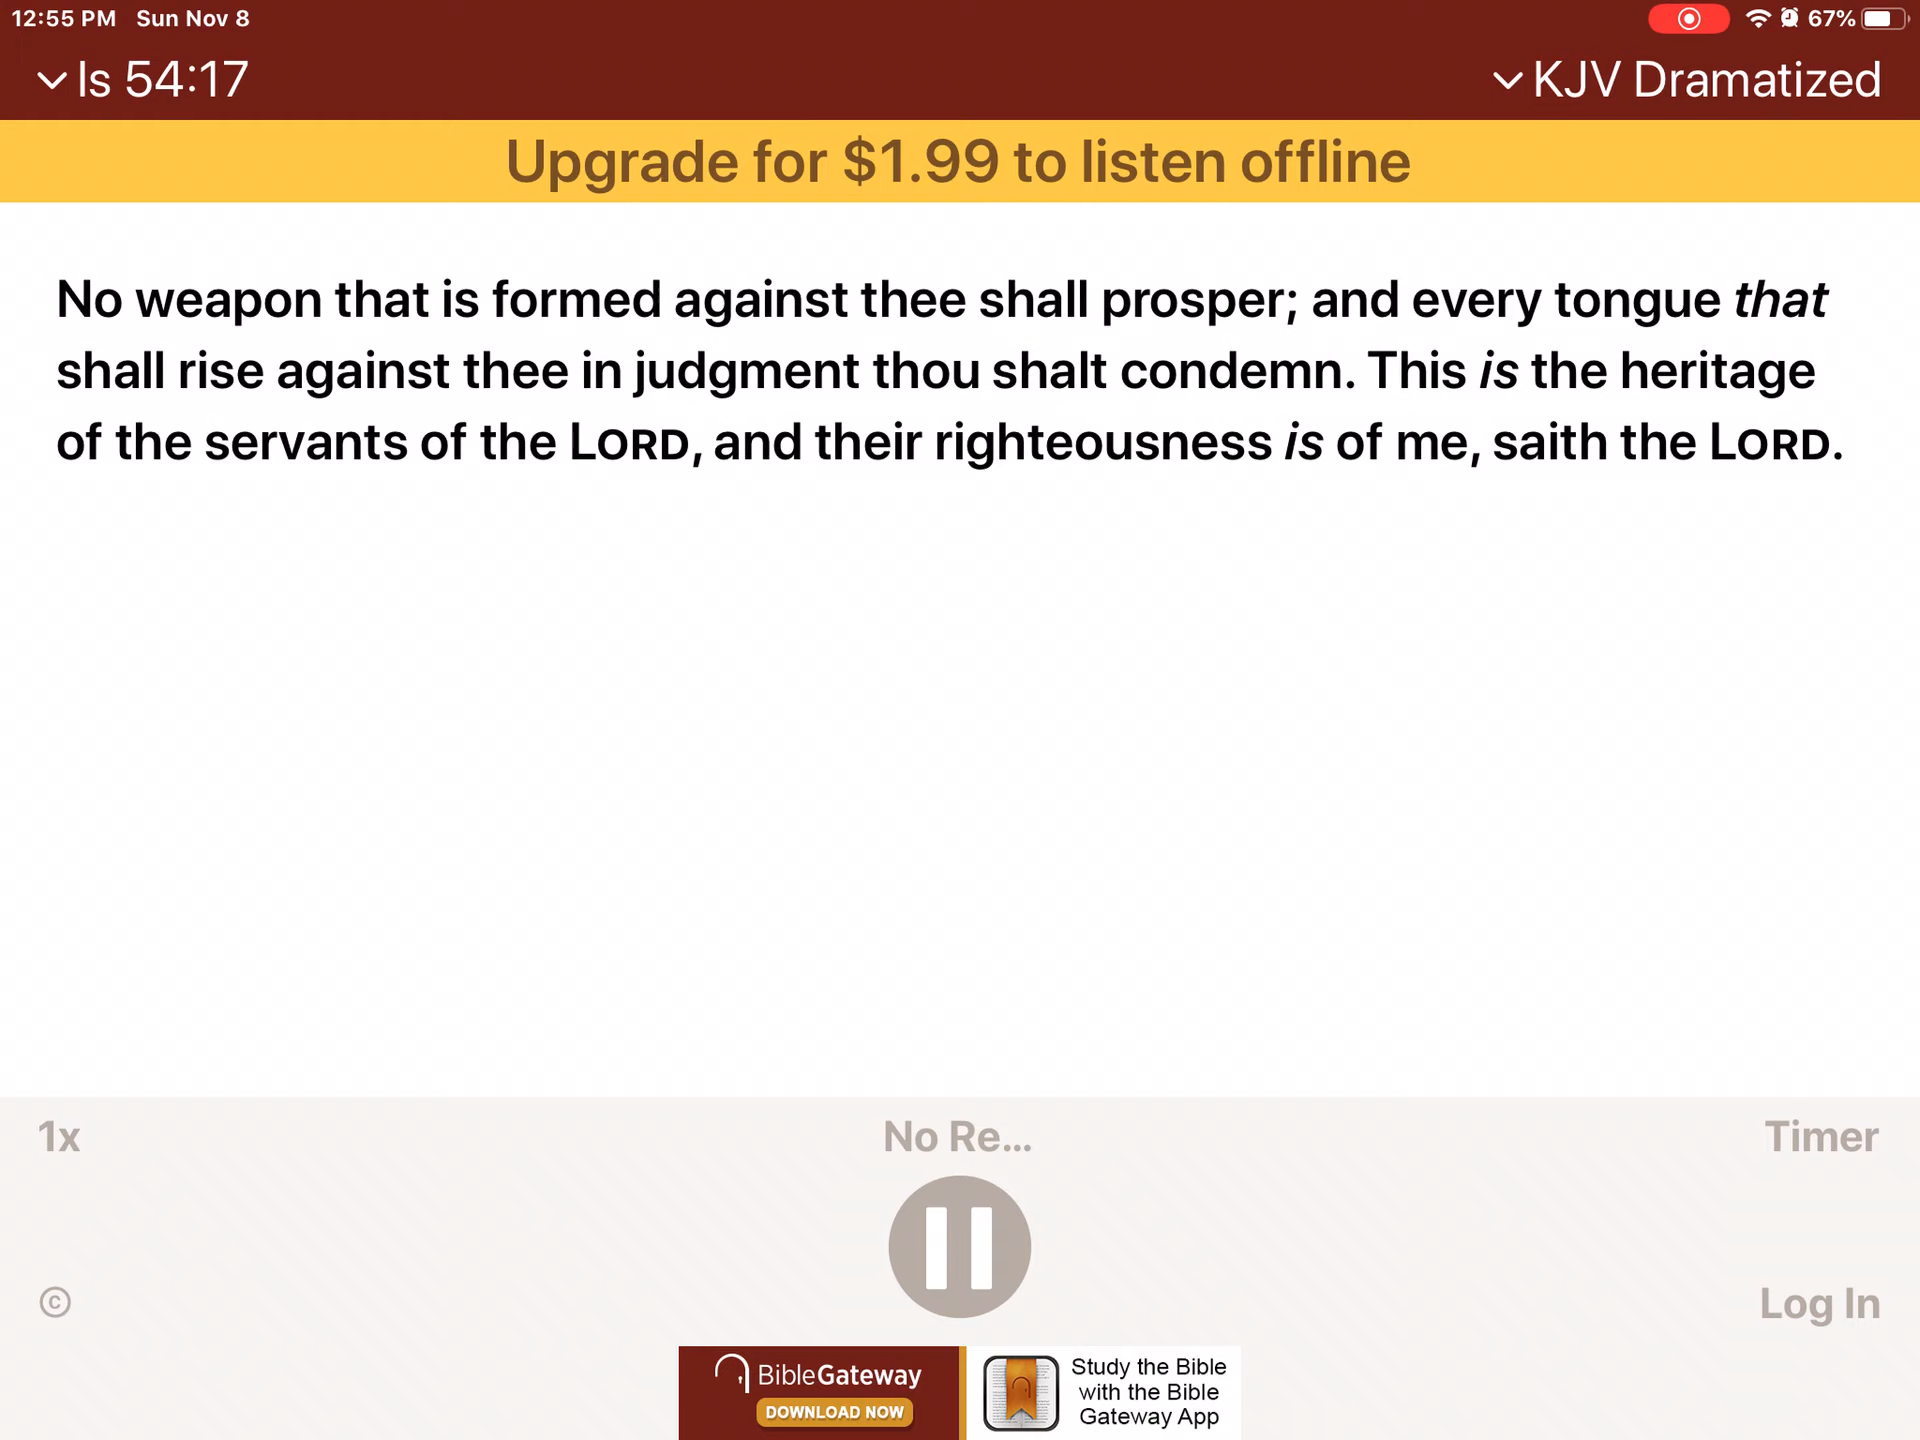 12:55 PM Sun Nov 8 67%
Is 54:17 KJV Dramatized
Upgrade for $1.99 to listen offline
No weapon that is formed against thee shall prosper; and every tongue that
shall rise against thee in judgment thou shalt condemn. This is the heritage
of the servants of the LORD, and their righteousness is of me, saith the LORD.
1x No Re... Timer
© Log In
BibleGateway
DOWNLOAD NOW
Study the Bible
with the Bible
Gateway App